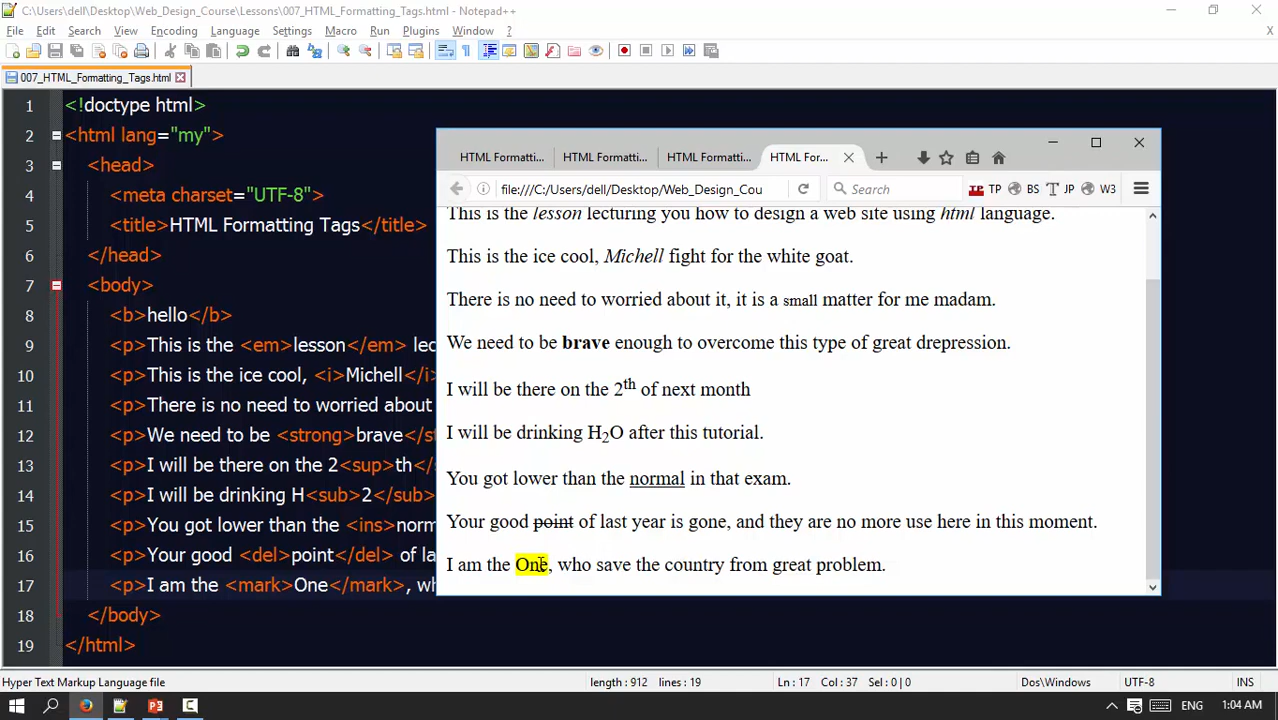 C:\Users\dell\Desktop\Web_Design_Course\Lessons\007_HTML_Formatting_Tags.html - Notepad++
File Edit Search View Encoding Language Settings Macro Run Plugins Window ? X
007_HTML_Formatting_Tags.html
1 <!doctype html>
2 <html lang="my">
3 <head>
4 <meta charset="UTF-8">
5 <title>HTML Formatting Tags</title>
6 </head>
7 <body>
8 <b>hello</b>
9 <p>This is the <em>lesson</em> lec
10 <p>This is the ice cool, <i>Michell</i
11 <p>There is no need to worried about
12 <p>We need to be <strong>brave</s
13 <p>I will be there on the 2<sup>th</
14 <p>I will be drinking H<sub>2</sub>
15 <p>You got lower than the <ins>norm
16 <p>Your good <del>point</del> of la
17 <p>I am the <mark>One</mark>, wh
18 </body>
19 </html>
HTML Formatti... HTML Formatti... HTML Formatti... HTML For...
file:///C:/Users/dell/Desktop/Web_Design_Cou Search TP BS JP W3
This is the lesson lecturing you how to design a web site using html language.
This is the ice cool, Michell fight for the white goat.
There is no need to worried about it, it is a small matter for me madam.
We need to be brave enough to overcome this type of great drepression.
I will be there on the 2th of next month
I will be drinking H2O after this tutorial.
You got lower than the normal in that exam.
Your good point of last year is gone, and they are no more use here in this moment.
I am the One, who save the country from great problem.
Hyper Text Markup Language file length : 912 lines : 19 Ln : 17 Col : 37 Sel : 0 | 0 Dos\Windows UTF-8 INS
ENG 1:04 AM